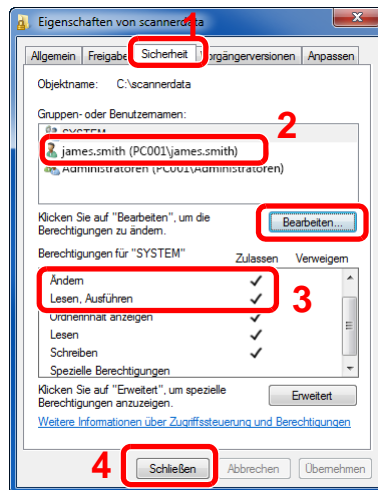 Eigenschaften von scannerdata
1
Allgemein Freigabe Sicherheit Vorgängerversionen Anpassen
Objektname: C:\scannerdata
Gruppen- oder Benutzernamen:
2
SYSTEM
james.smith (PC001\james.smith)
Administratoren (PC001\Administratoren)
Klicken Sie auf "Bearbeiten", um die
Berechtigungen zu ändern.
Bearbeiten...
Berechtigungen für "SYSTEM" Zulassen Verweigern
Ändern
Lesen, Ausführen
3
Ordnerinhalt anzeigen
Lesen
Schreiben
Spezielle Berechtigungen
Klicken Sie auf "Erweitert", um spezielle
Berechtigungen anzuzeigen.
Erweitert
Weitere Informationen über Zugriffssteuerung und Berechtigungen
4
Schließen Abbrechen Übernehmen